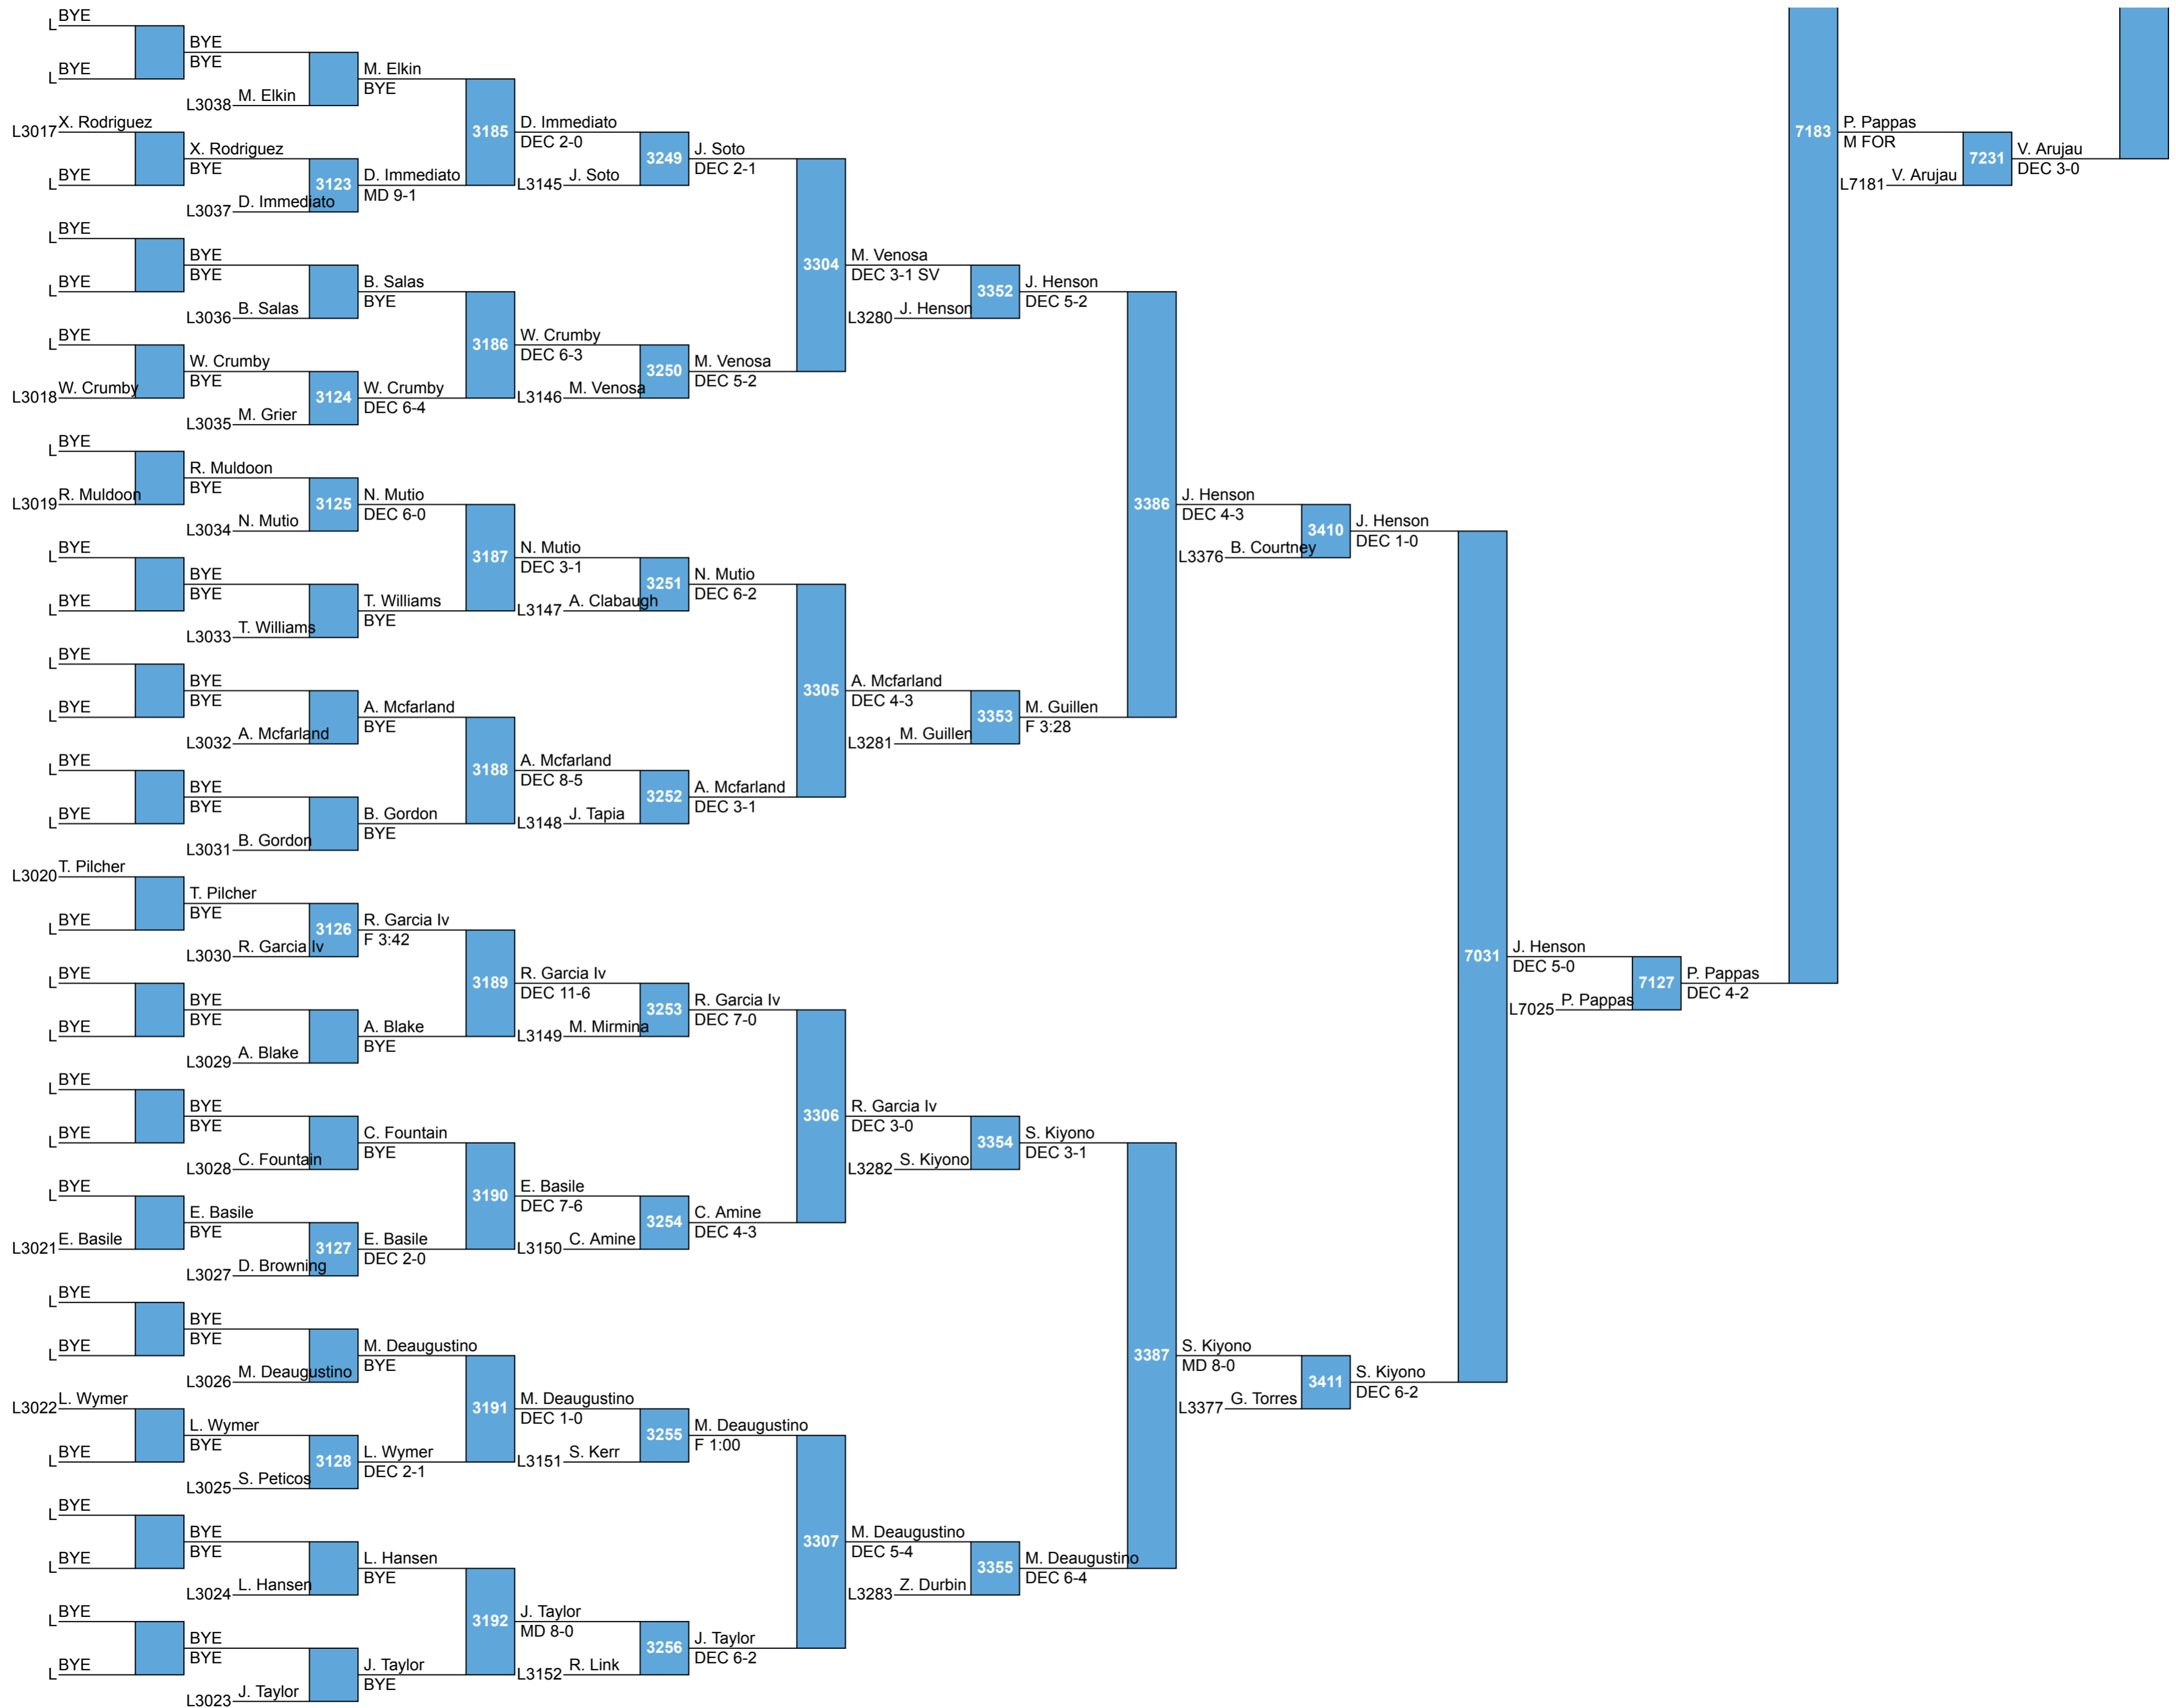 BYE
L
BYE
BYE
BYE
L
M. Elkin
BYE
L3038 M. Elkin
3185
D. Immediato
DEC 2-0
L3017 X. Rodriguez
X. Rodriguez
BYE
BYE
L
3123
D. Immediato
MD 9-1
L3037 D. Immediato
3249
J. Soto
DEC 2-1
L3145 J. Soto
BYE
L
BYE
BYE
BYE
L
B. Salas
BYE
L3036 B. Salas
3186
W. Crumby
DEC 6-3
BYE
L
W. Crumby
BYE
L3018 W. Crumby
3124
W. Crumby
DEC 6-4
L3035 M. Grier
3250
M. Venosa
DEC 5-2
L3146 M. Venosa
3304
M. Venosa
DEC 3-1 SV
3352
J. Henson
DEC 5-2
L3280 J. Henson
BYE
L
R. Muldoon
BYE
L3019 R. Muldoon
3125
N. Mutio
DEC 6-0
L3034 N. Mutio
3187
N. Mutio
DEC 3-1
BYE
L
BYE
BYE
BYE
L
T. Williams
BYE
L3033 T. Williams
3251
N. Mutio
DEC 6-2
L3147 A. Clabaugh
BYE
L
BYE
BYE
BYE
L
A. Mcfarland
BYE
L3032 A. Mcfarland
3188
A. Mcfarland
DEC 8-5
BYE
L
BYE
BYE
BYE
L
B. Gordon
BYE
L3031 B. Gordon
3252
A. Mcfarland
DEC 3-1
L3148 J. Tapia
3305
A. Mcfarland
DEC 4-3
3353
M. Guillen
F 3:28
L3281 M. Guillen
3386
J. Henson
DEC 4-3
3410
J. Henson
DEC 1-0
L3376 B. Courtney
L3020 T. Pilcher
T. Pilcher
BYE
BYE
L
3126
R. Garcia Iv
F 3:42
L3030 R. Garcia Iv
3189
R. Garcia Iv
DEC 11-6
BYE
L
BYE
BYE
BYE
L
A. Blake
BYE
L3029 A. Blake
3253
R. Garcia Iv
DEC 7-0
L3149 M. Mirmina
BYE
L
BYE
BYE
BYE
L
C. Fountain
BYE
L3028 C. Fountain
3190
E. Basile
DEC 7-6
BYE
L
E. Basile
BYE
L3021 E. Basile
3127
E. Basile
DEC 2-0
L3027 D. Browning
3254
C. Amine
DEC 4-3
L3150 C. Amine
3306
R. Garcia Iv
DEC 3-0
3354
S. Kiyono
DEC 3-1
L3282 S. Kiyono
BYE
L
BYE
BYE
BYE
L
M. Deaugustino
BYE
L3026 M. Deaugustino
3191
M. Deaugustino
DEC 1-0
L3022 L. Wymer
L. Wymer
BYE
BYE
L
3128
L. Wymer
DEC 2-1
L3025 S. Peticos
3255
M. Deaugustino
F 1:00
L3151 S. Kerr
BYE
L
BYE
BYE
BYE
L
L. Hansen
BYE
L3024 L. Hansen
3192
J. Taylor
MD 8-0
BYE
L
BYE
BYE
BYE
L
J. Taylor
BYE
L3023 J. Taylor
3256
J. Taylor
DEC 6-2
L3152 R. Link
3307
M. Deaugustino
DEC 5-4
3355
M. Deaugustino
DEC 6-4
L3283 Z. Durbin
3387
S. Kiyono
MD 8-0
3411
S. Kiyono
DEC 6-2
L3377 G. Torres
7031
J. Henson
DEC 5-0
7127
P. Pappas
DEC 4-2
L7025 P. Pappas
7183
P. Pappas
M FOR
7231
V. Arujau
DEC 3-0
L7181 V. Arujau